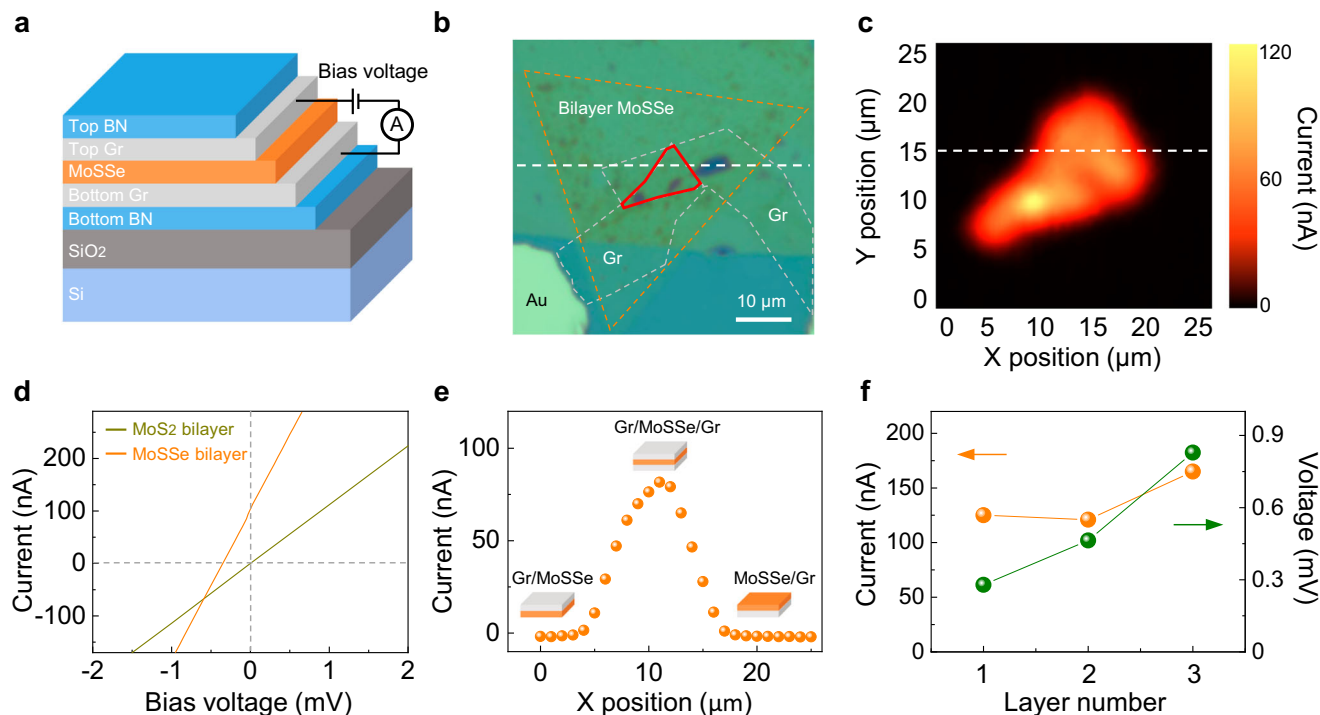 a
Bias voltage
A
Top BN
Top Gr
MoSSe
Bottom Gr
Bottom BN
SiO2
Si
b
Bilayer MoSSe
Gr
Gr
Au
10 µm
c
25
20
15
10
5
0
Y position (µm)
0 5 10 15 20 25
X position (µm)
120
60
0
Current (nA)
d
MoS2 bilayer
MoSSe bilayer
200
100
0
-100
Current (nA)
-2 -1 0 1 2
Bias voltage (mV)
e
Gr/MoSSe/Gr
Gr/MoSSe
MoSSe/Gr
100
50
0
Current (nA)
0 10 20
X position (µm)
f
200
175
150
125
100
75
50
25
0
Current (nA)
0.9
0.6
0.3
0
Voltage (mV)
1 2 3
Layer number